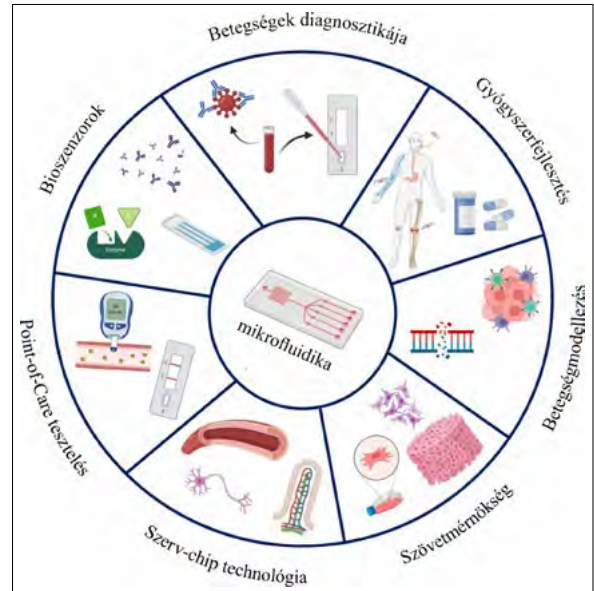 Betegségek diagnosztikája
Gyógyszerfejlesztés
Betegségmodellezés
Szövetmérnökség
Szerv-chip technológia
Point-of-Care tesztelés
Bioszenzorok
mikrofluidika